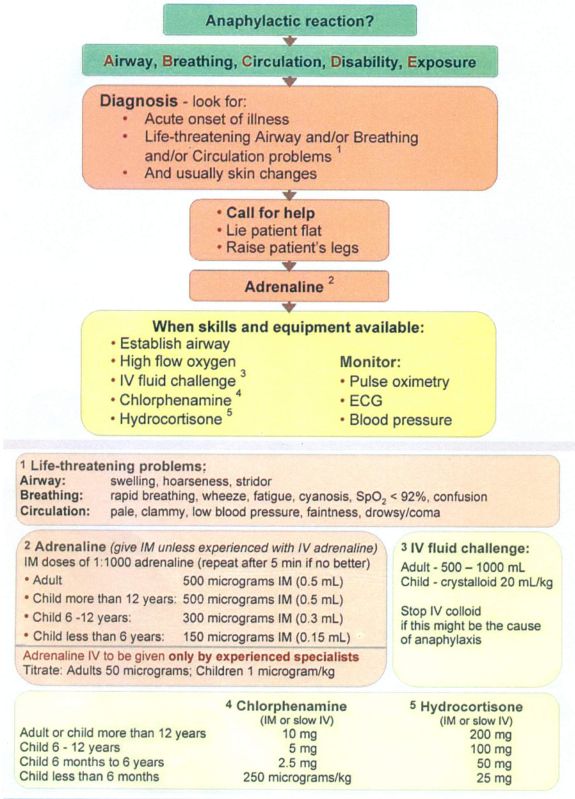 Anaphylactic reaction?
Airway, Breathing, Circulation, Disability, Exposure
Diagnosis - look for:
• Acute onset of illness
• Life-threatening Airway and/or Breathing
and/or Circulation problems 1
• And usually skin changes
• Call for help
• Lie patient flat
• Raise patient's legs
Adrenaline 2
When skills and equipment available:
• Establish airway
• High flow oxygen
• IV fluid challenge 3
• Chlorphenamine 4
• Hydrocortisone 5
Monitor:
• Pulse oximetry
• ECG
• Blood pressure
1 Life-threatening problems:
Airway: swelling, hoarseness, stridor
Breathing: rapid breathing, wheeze, fatigue, cyanosis, SpO2 < 92%, confusion
Circulation: pale, clammy, low blood pressure, faintness, drowsy/coma
2 Adrenaline (give IM unless experienced with IV adrenaline)
IM doses of 1:1000 adrenaline (repeat after 5 min if no better)
• Adult 500 micrograms IM (0.5 mL)
• Child more than 12 years: 500 micrograms IM (0.5 mL)
• Child 6 -12 years: 300 micrograms IM (0.3 mL)
• Child less than 6 years: 150 micrograms IM (0.15 mL)
Adrenaline IV to be given only by experienced specialists
Titrate: Adults 50 micrograms; Children 1 microgram/kg
3 IV fluid challenge:
Adult - 500 – 1000 mL
Child - crystalloid 20 mL/kg
Stop IV colloid
if this might be the cause
of anaphylaxis
4 Chlorphenamine 5 Hydrocortisone
(IM or slow IV) (IM or slow IV)
Adult or child more than 12 years 10 mg 200 mg
Child 6 - 12 years 5 mg 100 mg
Child 6 months to 6 years 2.5 mg 50 mg
Child less than 6 months 250 micrograms/kg 25 mg